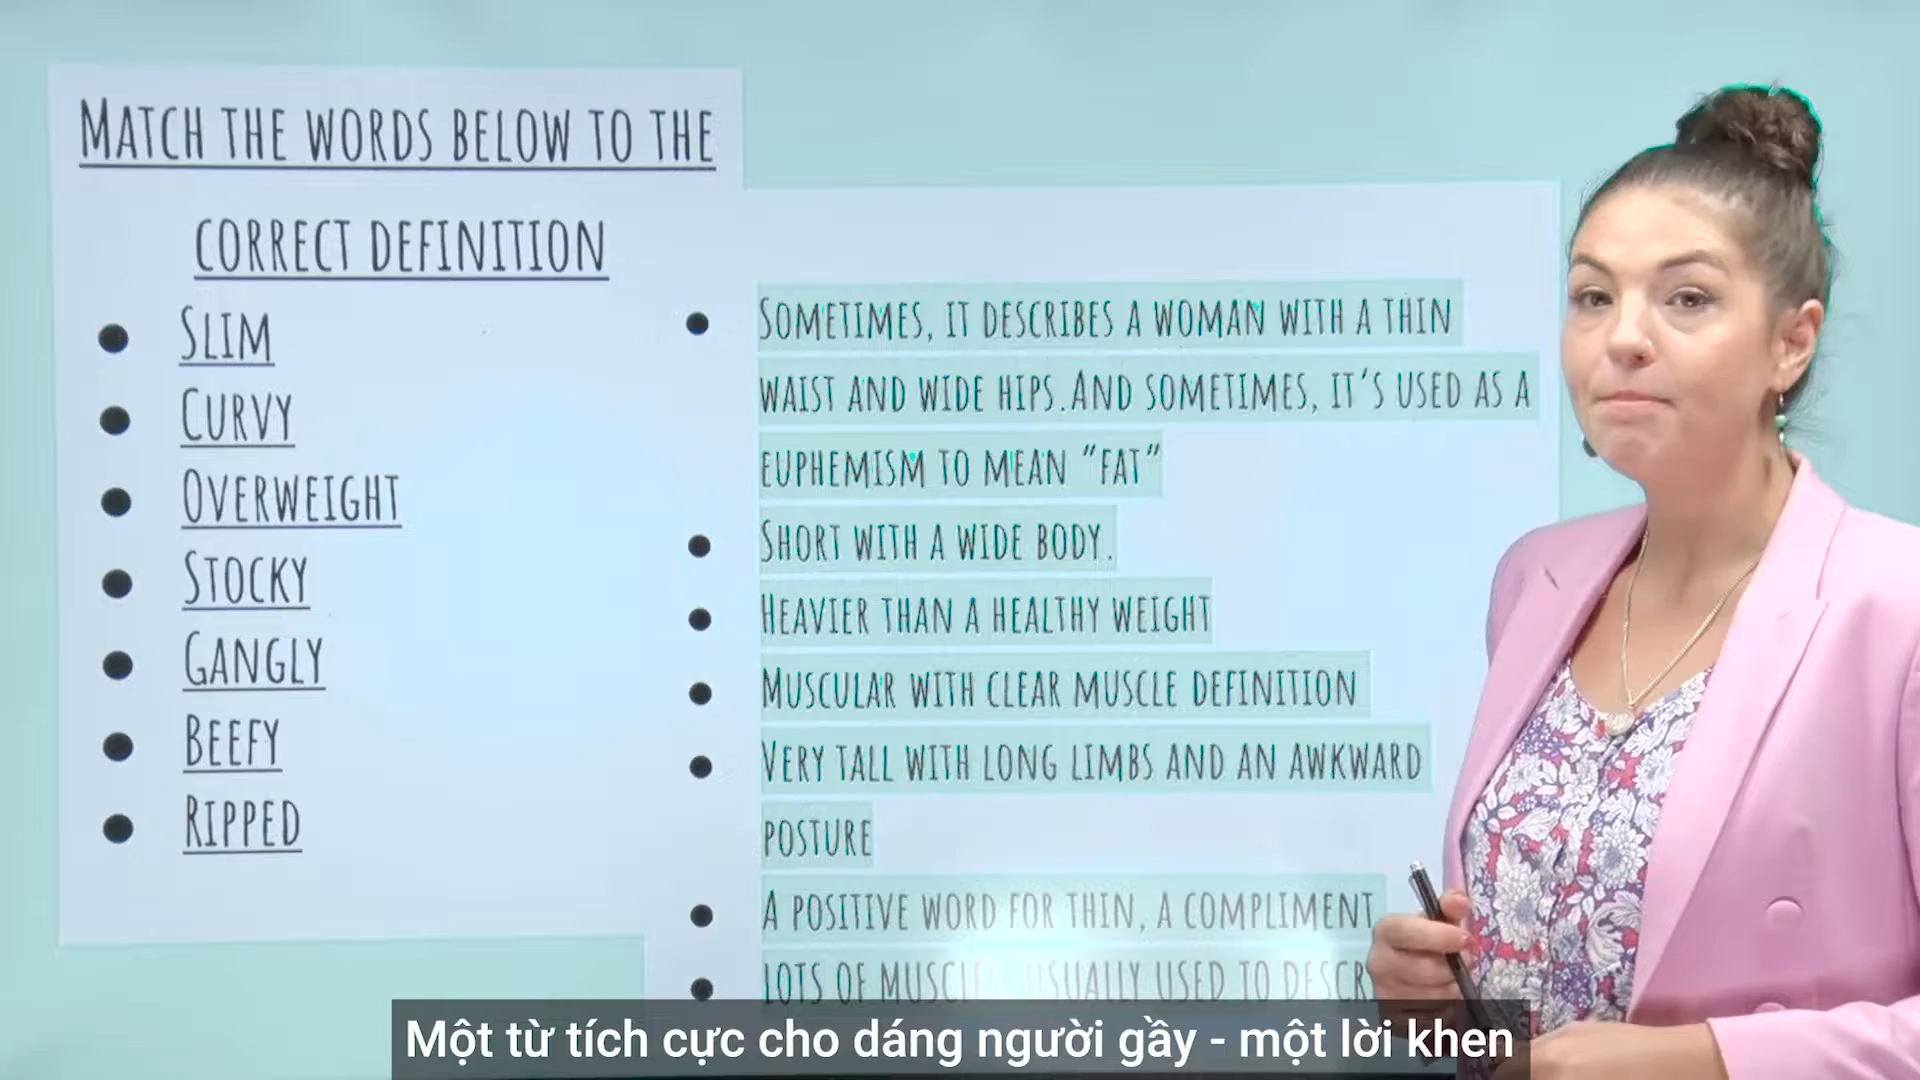 MATCH THE WORDS BELOW TO THE
CORRECT DEFINITION
SLIM
CURVY
OVERWEIGHT
STOCKY
GANGLY
BEEFY
RIPPED
SOMETIMES, IT DESCRIBES A WOMAN WITH A THIN
WAIST AND WIDE HIPS.AND SOMETIMES, IT'S USED AS A
EUPHEMISM TO MEAN "FAT"
SHORT WITH A WIDE BODY.
HEAVIER THAN A HEALTHY WEIGHT
MUSCULAR WITH CLEAR MUSCLE DEFINITION
VERY TALL WITH LONG LIMBS AND AN AWKWARD
POSTURE
A POSITIVE WORD FOR THIN, A COMPLIMENT
LOTS OF USUALLY USED TO
Một từ tích cực cho dáng người gầy - một lời khen